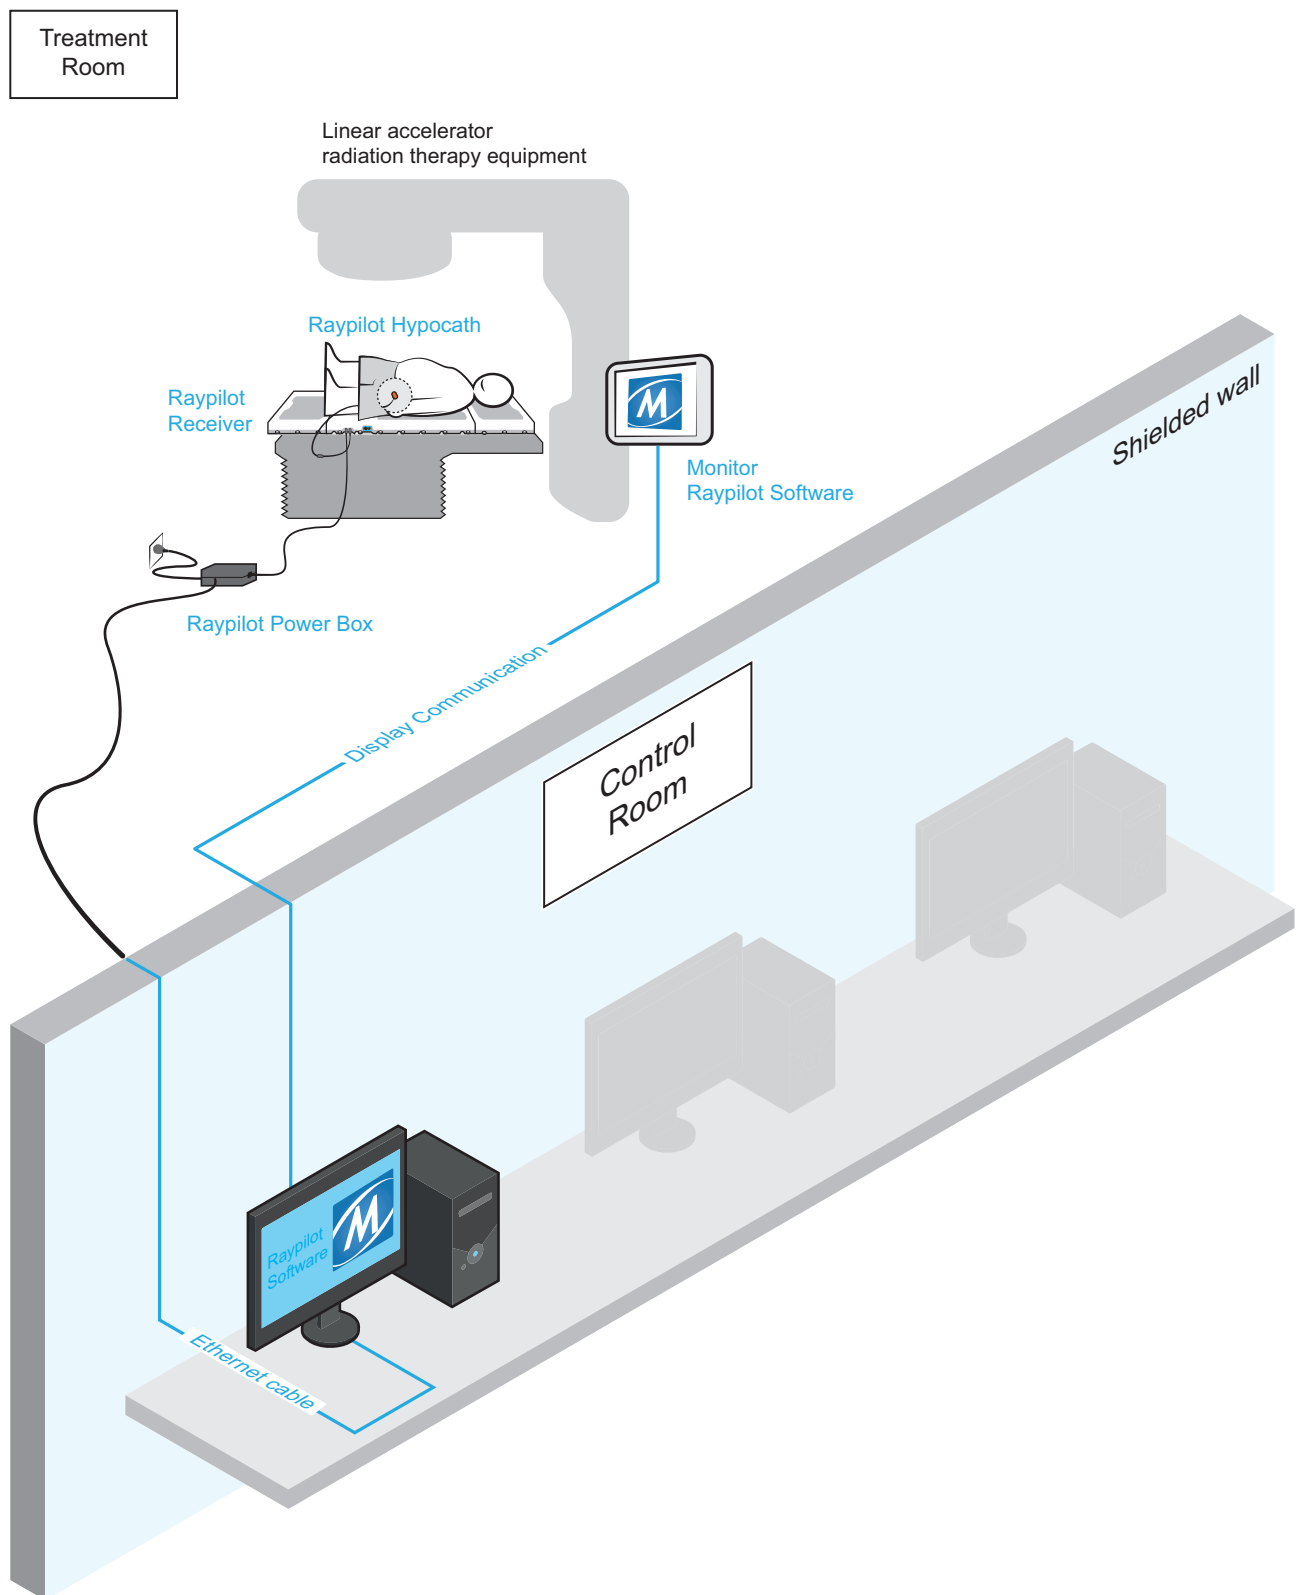 Treatment
Room
Linear accelerator
radiation therapy equipment
Raypilot Hypocath
Raypilot
Receiver
M
Monitor
Raypilot Software
Shielded wall
Raypilot Power Box
Display Communication
Control
Room
Raypilot
Software
M
Ethernet cable